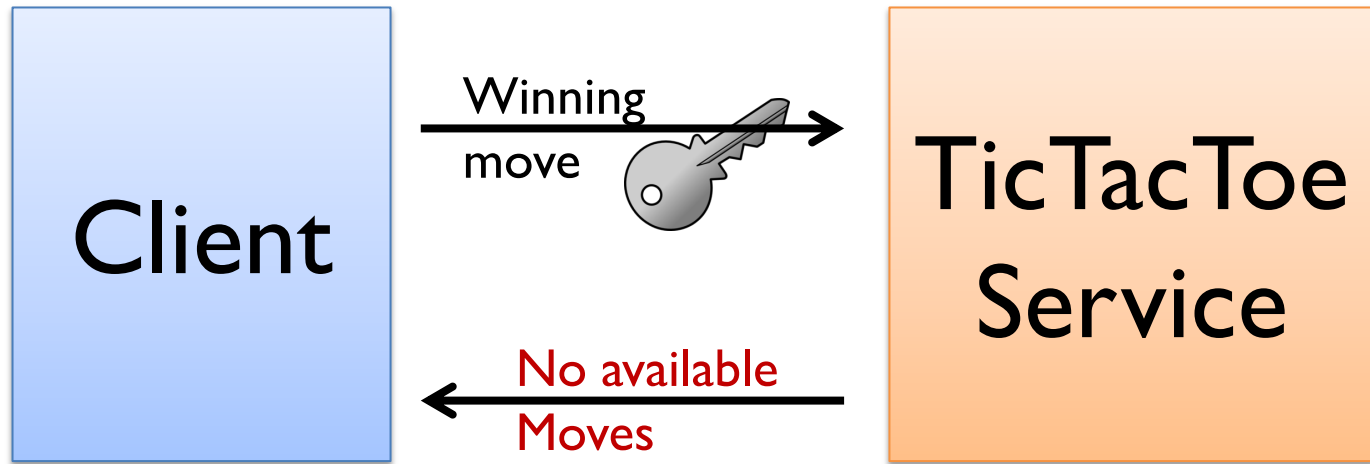 Client
Winning
move
No available
Moves
TicTacToe
Service